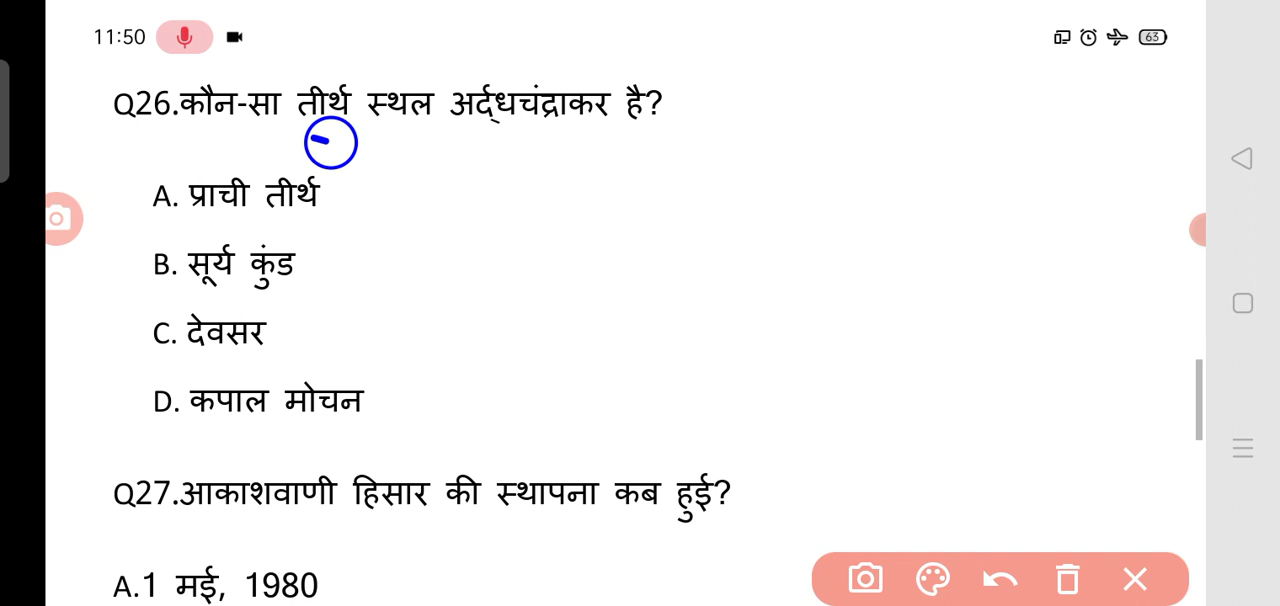 11:50
63
Q26.कौन-सा तीर्थ स्थल अर्द्धचंद्राकर है?
A. प्राची तीर्थ
B. सूर्य कुंड
C. देवसर
D. कपाल मोचन
Q27.आकाशवाणी हिसार की स्थापना कब हुई?
A.1 मई, 1980